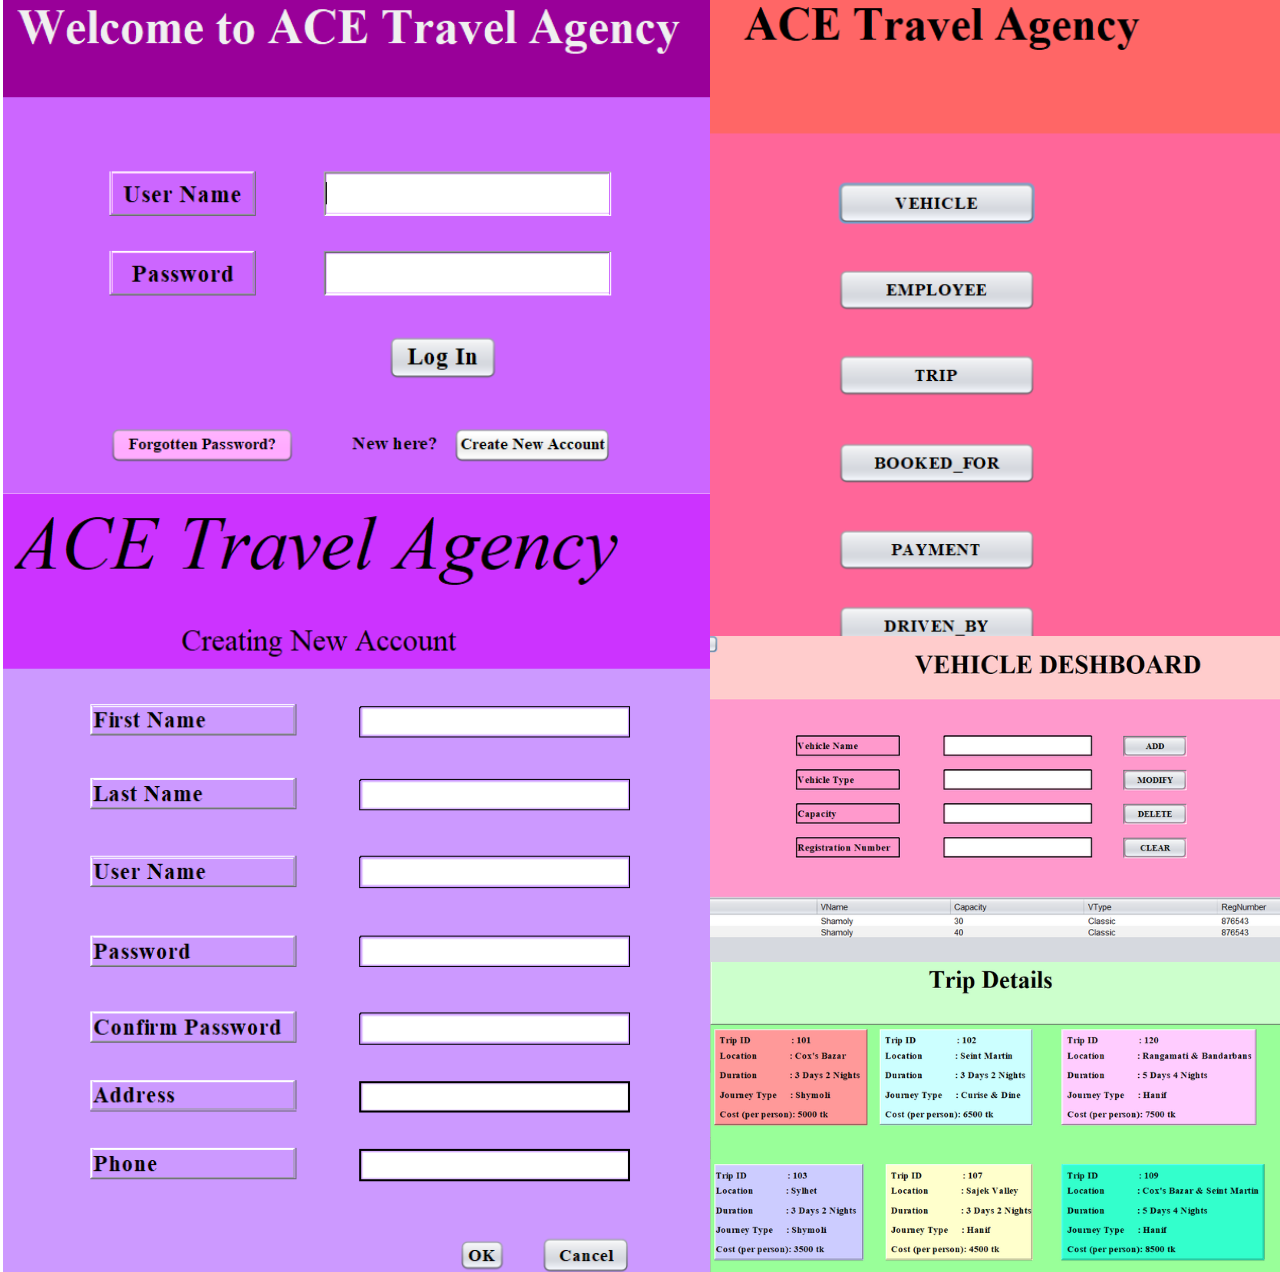 Welcome to ACE Travel Agency
User Name
Password
Log In
Forgotten Password?
New here?
Create New Account
ACE Travel Agency
Creating New Account
First Name
Last Name
User Name
Password
Confirm Password
Address
Phone
OK
Cancel
ACE Travel Agency
VEHICLE
EMPLOYEE
TRIP
BOOKED_FOR
PAYMENT
DRIVEN_BY
VEHICLE DESHBOARD
Vehicle Name
ADD
Vehicle Type
MODIFY
Capacity
DELETE
Registration Number
CLEAR
VName Capacity VType RegNumber
Shamoly 30 Classic 876543
Shamoly 40 Classic 876543
Trip Details
Trip ID : 101
Location : Cox's Bazar
Duration : 3 Days 2 Nights
Journey Type : Shymoli
Cost (per person): 5000 tk
Trip ID : 102
Location : Seint Martin
Duration : 3 Days 2 Nights
Journey Type : Curise & Dine
Cost (per person): 6500 tk
Trip ID : 120
Location : Rangamati & Bandarbans
Duration : 5 Days 4 Nights
Journey Type : Hanif
Cost (per person): 7500 tk
Trip ID : 103
Location : Sylhet
Duration : 3 Days 2 Nights
Journey Type : Shymoli
Cost (per person): 3500 tk
Trip ID : 107
Location : Sajek Valley
Duration : 3 Days 2 Nights
Journey Type : Hanif
Cost (per person): 4500 tk
Trip ID : 109
Location : Cox's Bazar & Seint Martin
Duration : 5 Days 4 Nights
Journey Type : Hanif
Cost (per person): 8500 tk